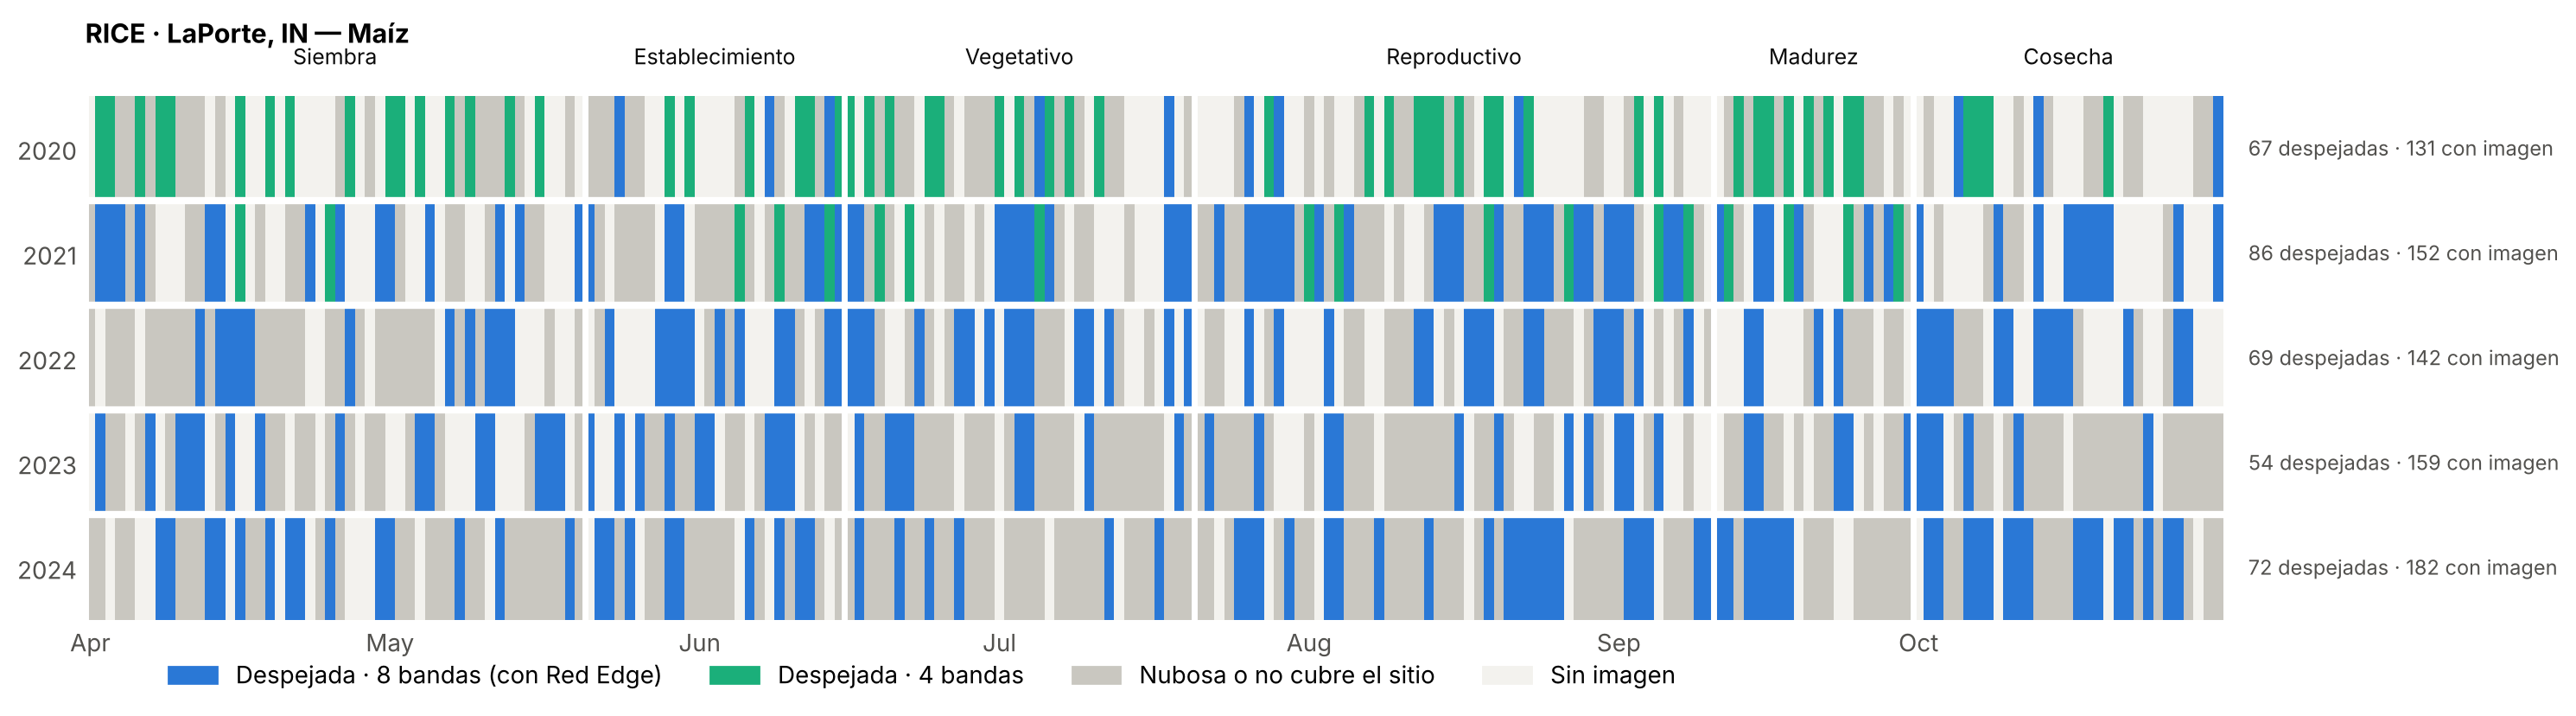 RICE · LaPorte, IN — Maíz
Siembra Establecimiento Vegetativo Reproductivo Madurez Cosecha
2020 67 despejadas · 131 con imagen
2021 86 despejadas · 152 con imagen
2022 69 despejadas · 142 con imagen
2023 54 despejadas · 159 con imagen
2024 72 despejadas · 182 con imagen
Apr May Jun Jul Aug Sep Oct
Despejada · 8 bandas (con Red Edge) Despejada · 4 bandas Nubosa o no cubre el sitio Sin imagen